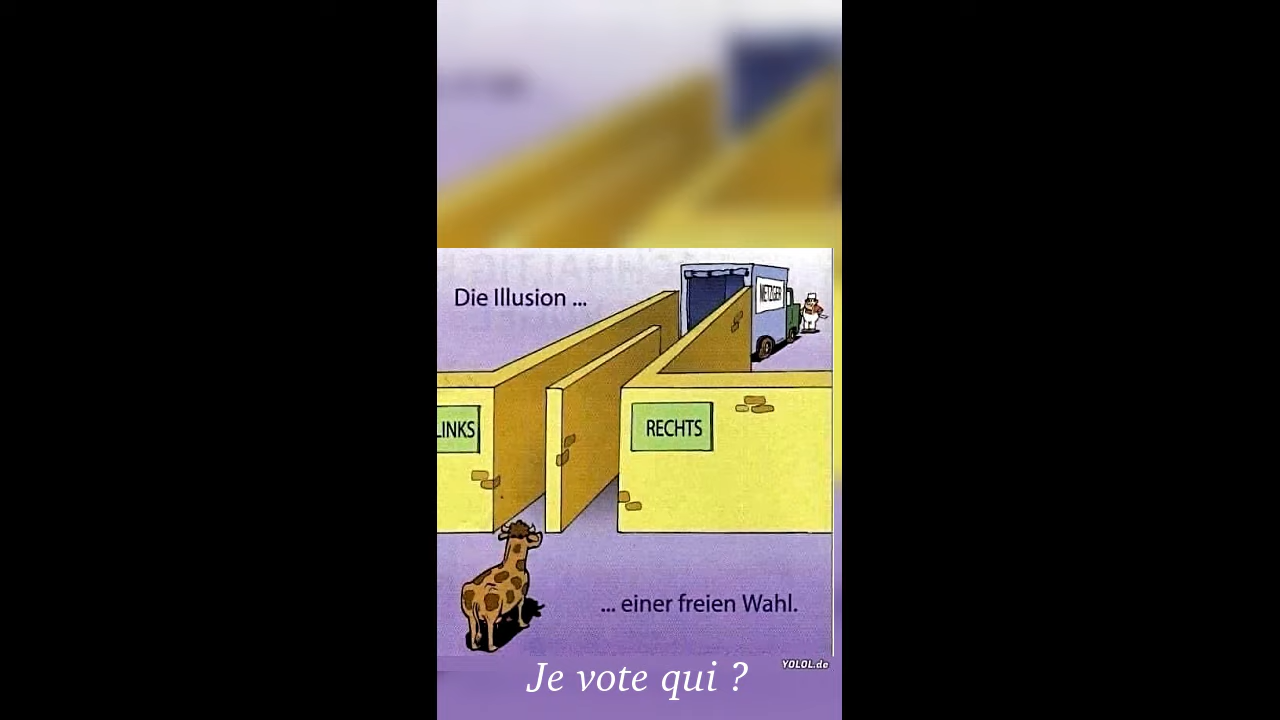 Die Illusion ...
METZGER
LINKS
RECHTS
... einer freien Wahl.
YOLOL.de
Je vote qui ?